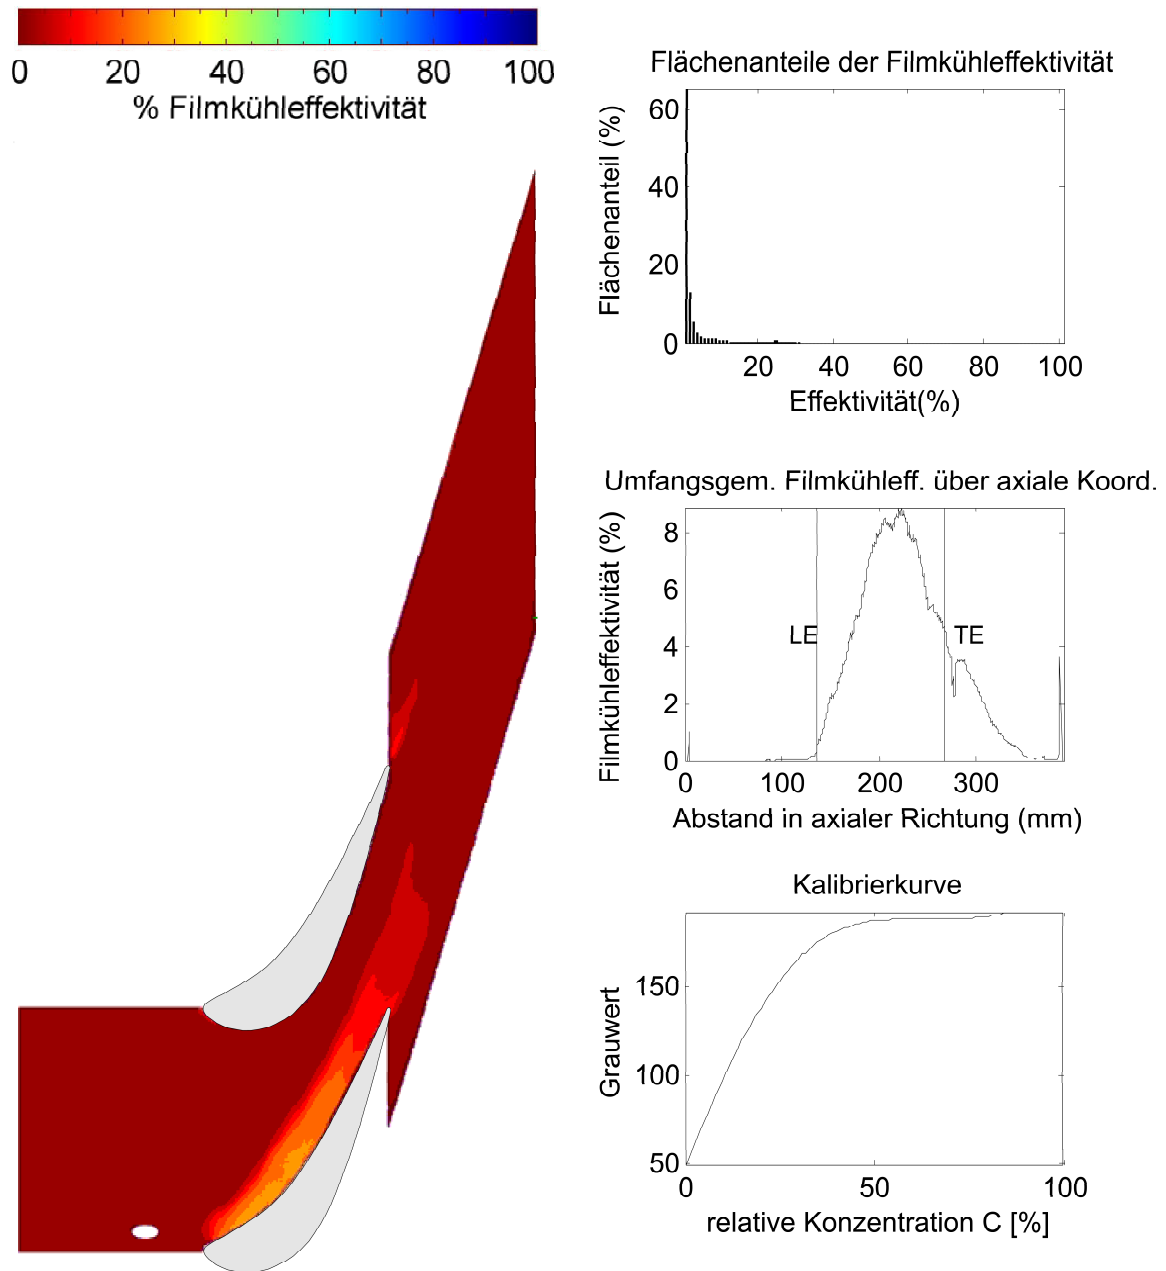 0 20 40 60 80 100
% Filmkühleffektivität
Flächenanteile der Filmkühleffektivität
Flächenanteil (%)
60
40
20
0
20 40 60 80 100
Effektivität(%)
Umfangsgem. Filmkühleff. über axiale Koord.
Filmkühleffektivität (%)
8
6
LE TE
4
2
0
0 100 200 300
Abstand in axialer Richtung (mm)
Kalibrierkurve
Grauwert
150
100
50
0 50 100
relative Konzentration C [%]